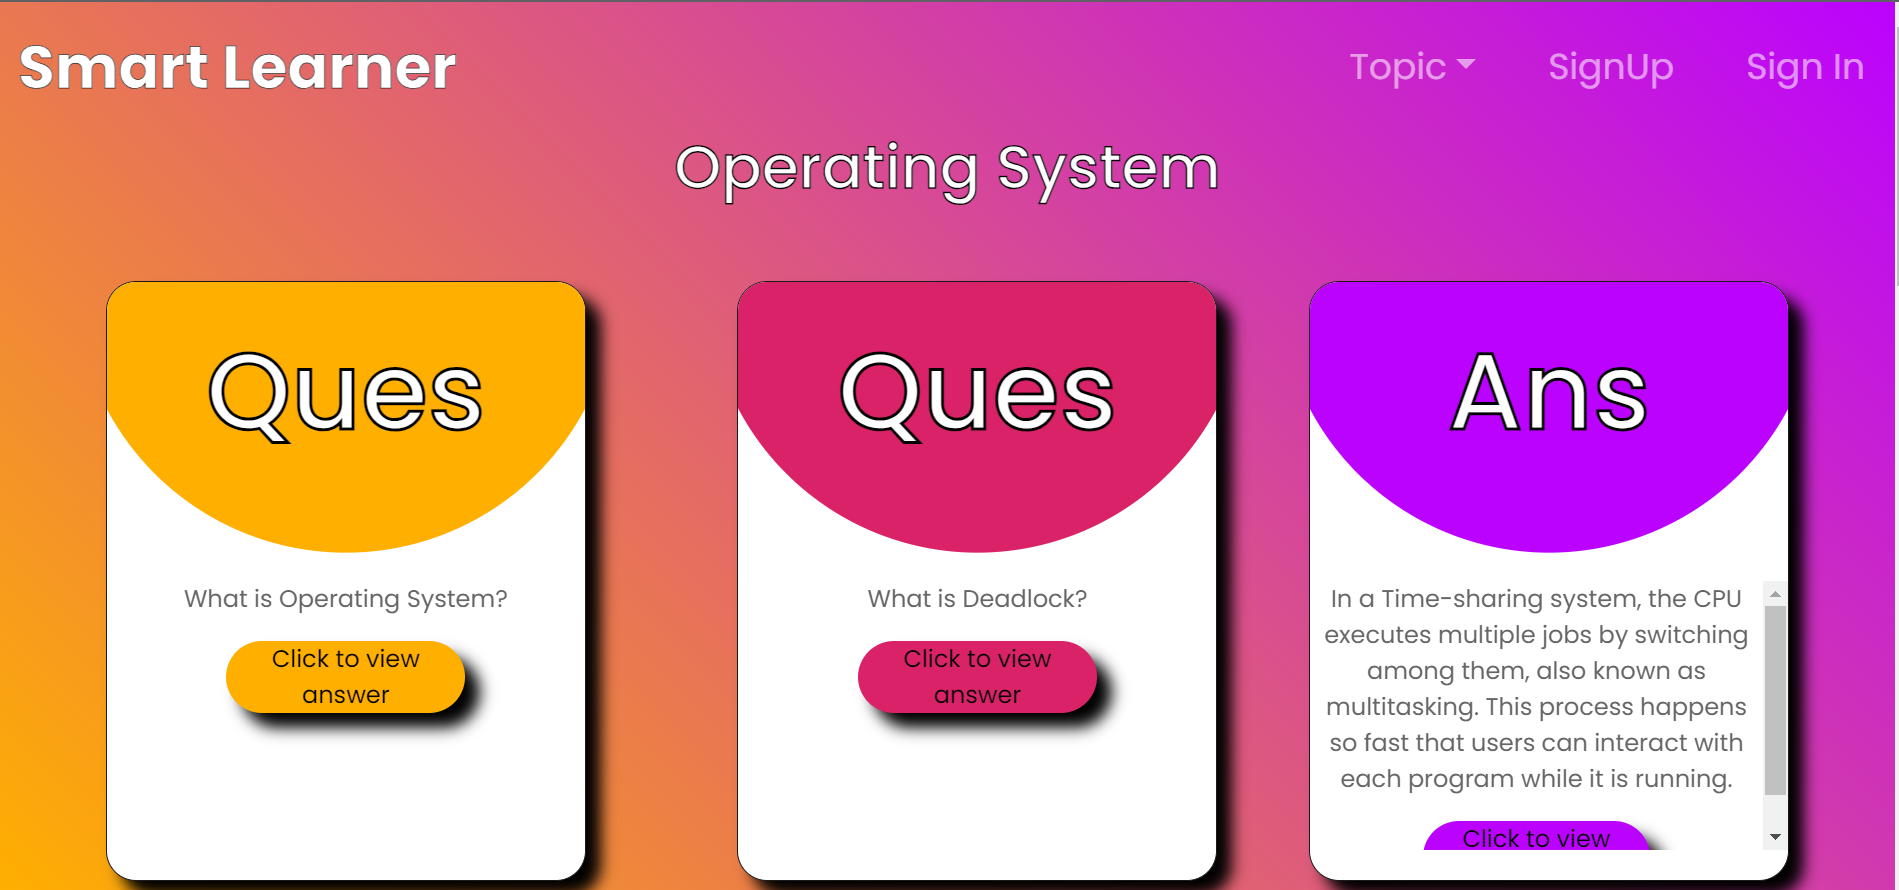 Smart Learner
Topic
SignUp
Sign In
Operating System
Ques
What is Operating System?
Click to view
answer
Ques
What is Deadlock?
Click to view
answer
Ans
In a Time-sharing system, the CPU
executes multiple jobs by switching
among them, also known as
multitasking. This process happens
so fast that users can interact with
each program while it is running.
Click to view